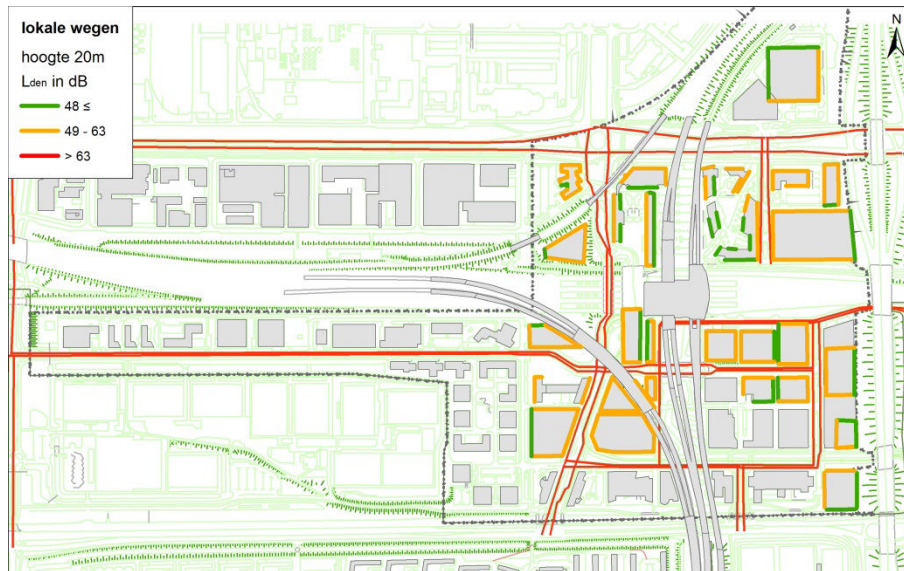 lokale wegen
hoogte 20m
Lden in dB
48 ≤
49 - 63
> 63
N